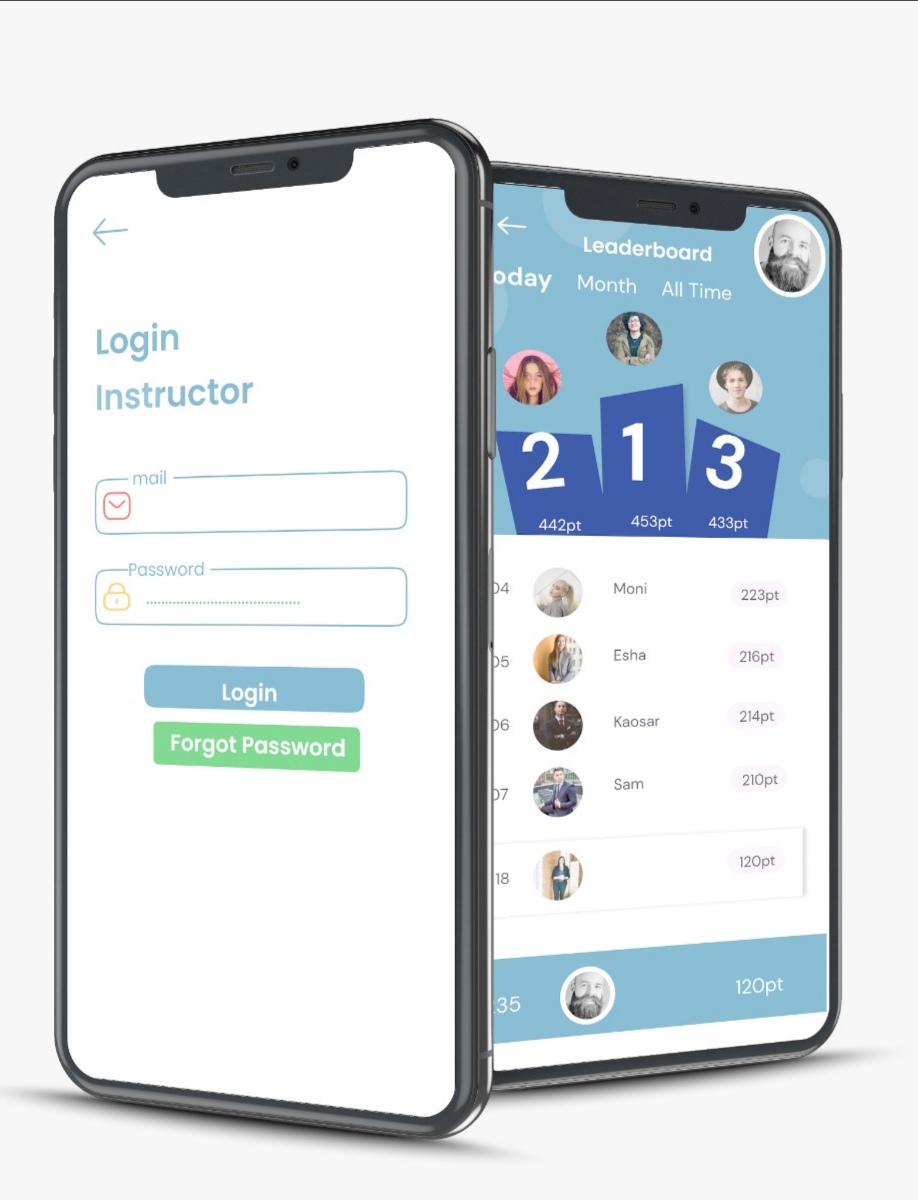 Login
Instructor
mail
Password
Login
Forgot Password
Leaderboard
oday Month All Time
2 1 3
442pt 453pt 433pt
04 Moni 223pt
05 Esha 216pt
06 Kaosar 214pt
07 Sam 210pt
18 120pt
35 120pt